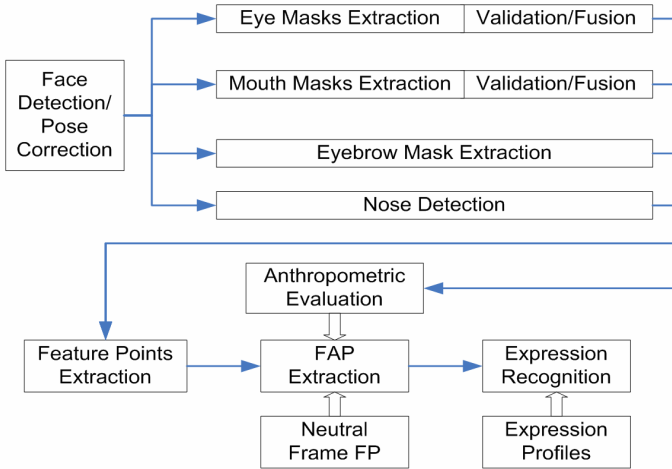 Face
Detection/
Pose
Correction
Eye Masks Extraction
Validation/Fusion
Mouth Masks Extraction
Validation/Fusion
Eyebrow Mask Extraction
Nose Detection
Anthropometric
Evaluation
Feature Points
Extraction
FAP
Extraction
Expression
Recognition
Neutral
Frame FP
Expression
Profiles